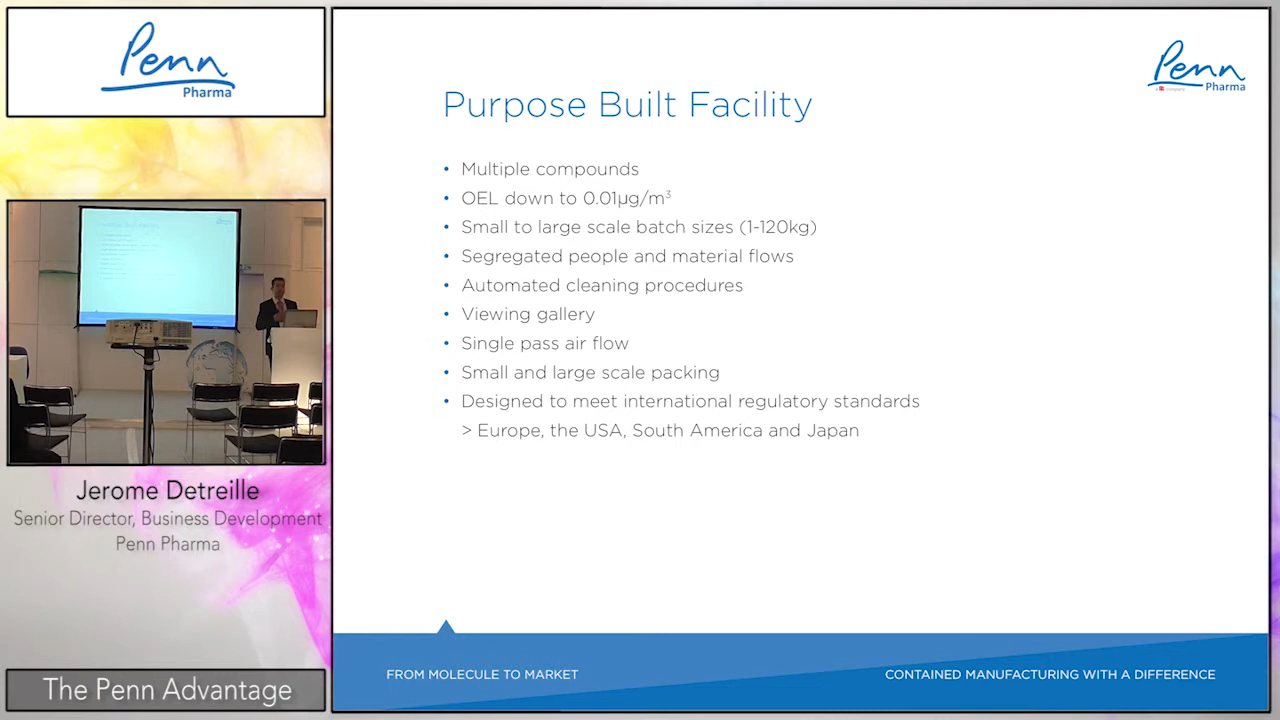 Penn
Pharma
Jerome Detreille
Senior Director, Business Development
Penn Pharma
The Penn Advantage
Penn
Pharma
Purpose Built Facility
• Multiple compounds
• OEL down to 0.01µg/m³
• Small to large scale batch sizes (1-120kg)
• Segregated people and material flows
• Automated cleaning procedures
• Viewing gallery
• Single pass air flow
• Small and large scale packing
• Designed to meet international regulatory standards
> Europe, the USA, South America and Japan
FROM MOLECULE TO MARKET
CONTAINED MANUFACTURING WITH A DIFFERENCE